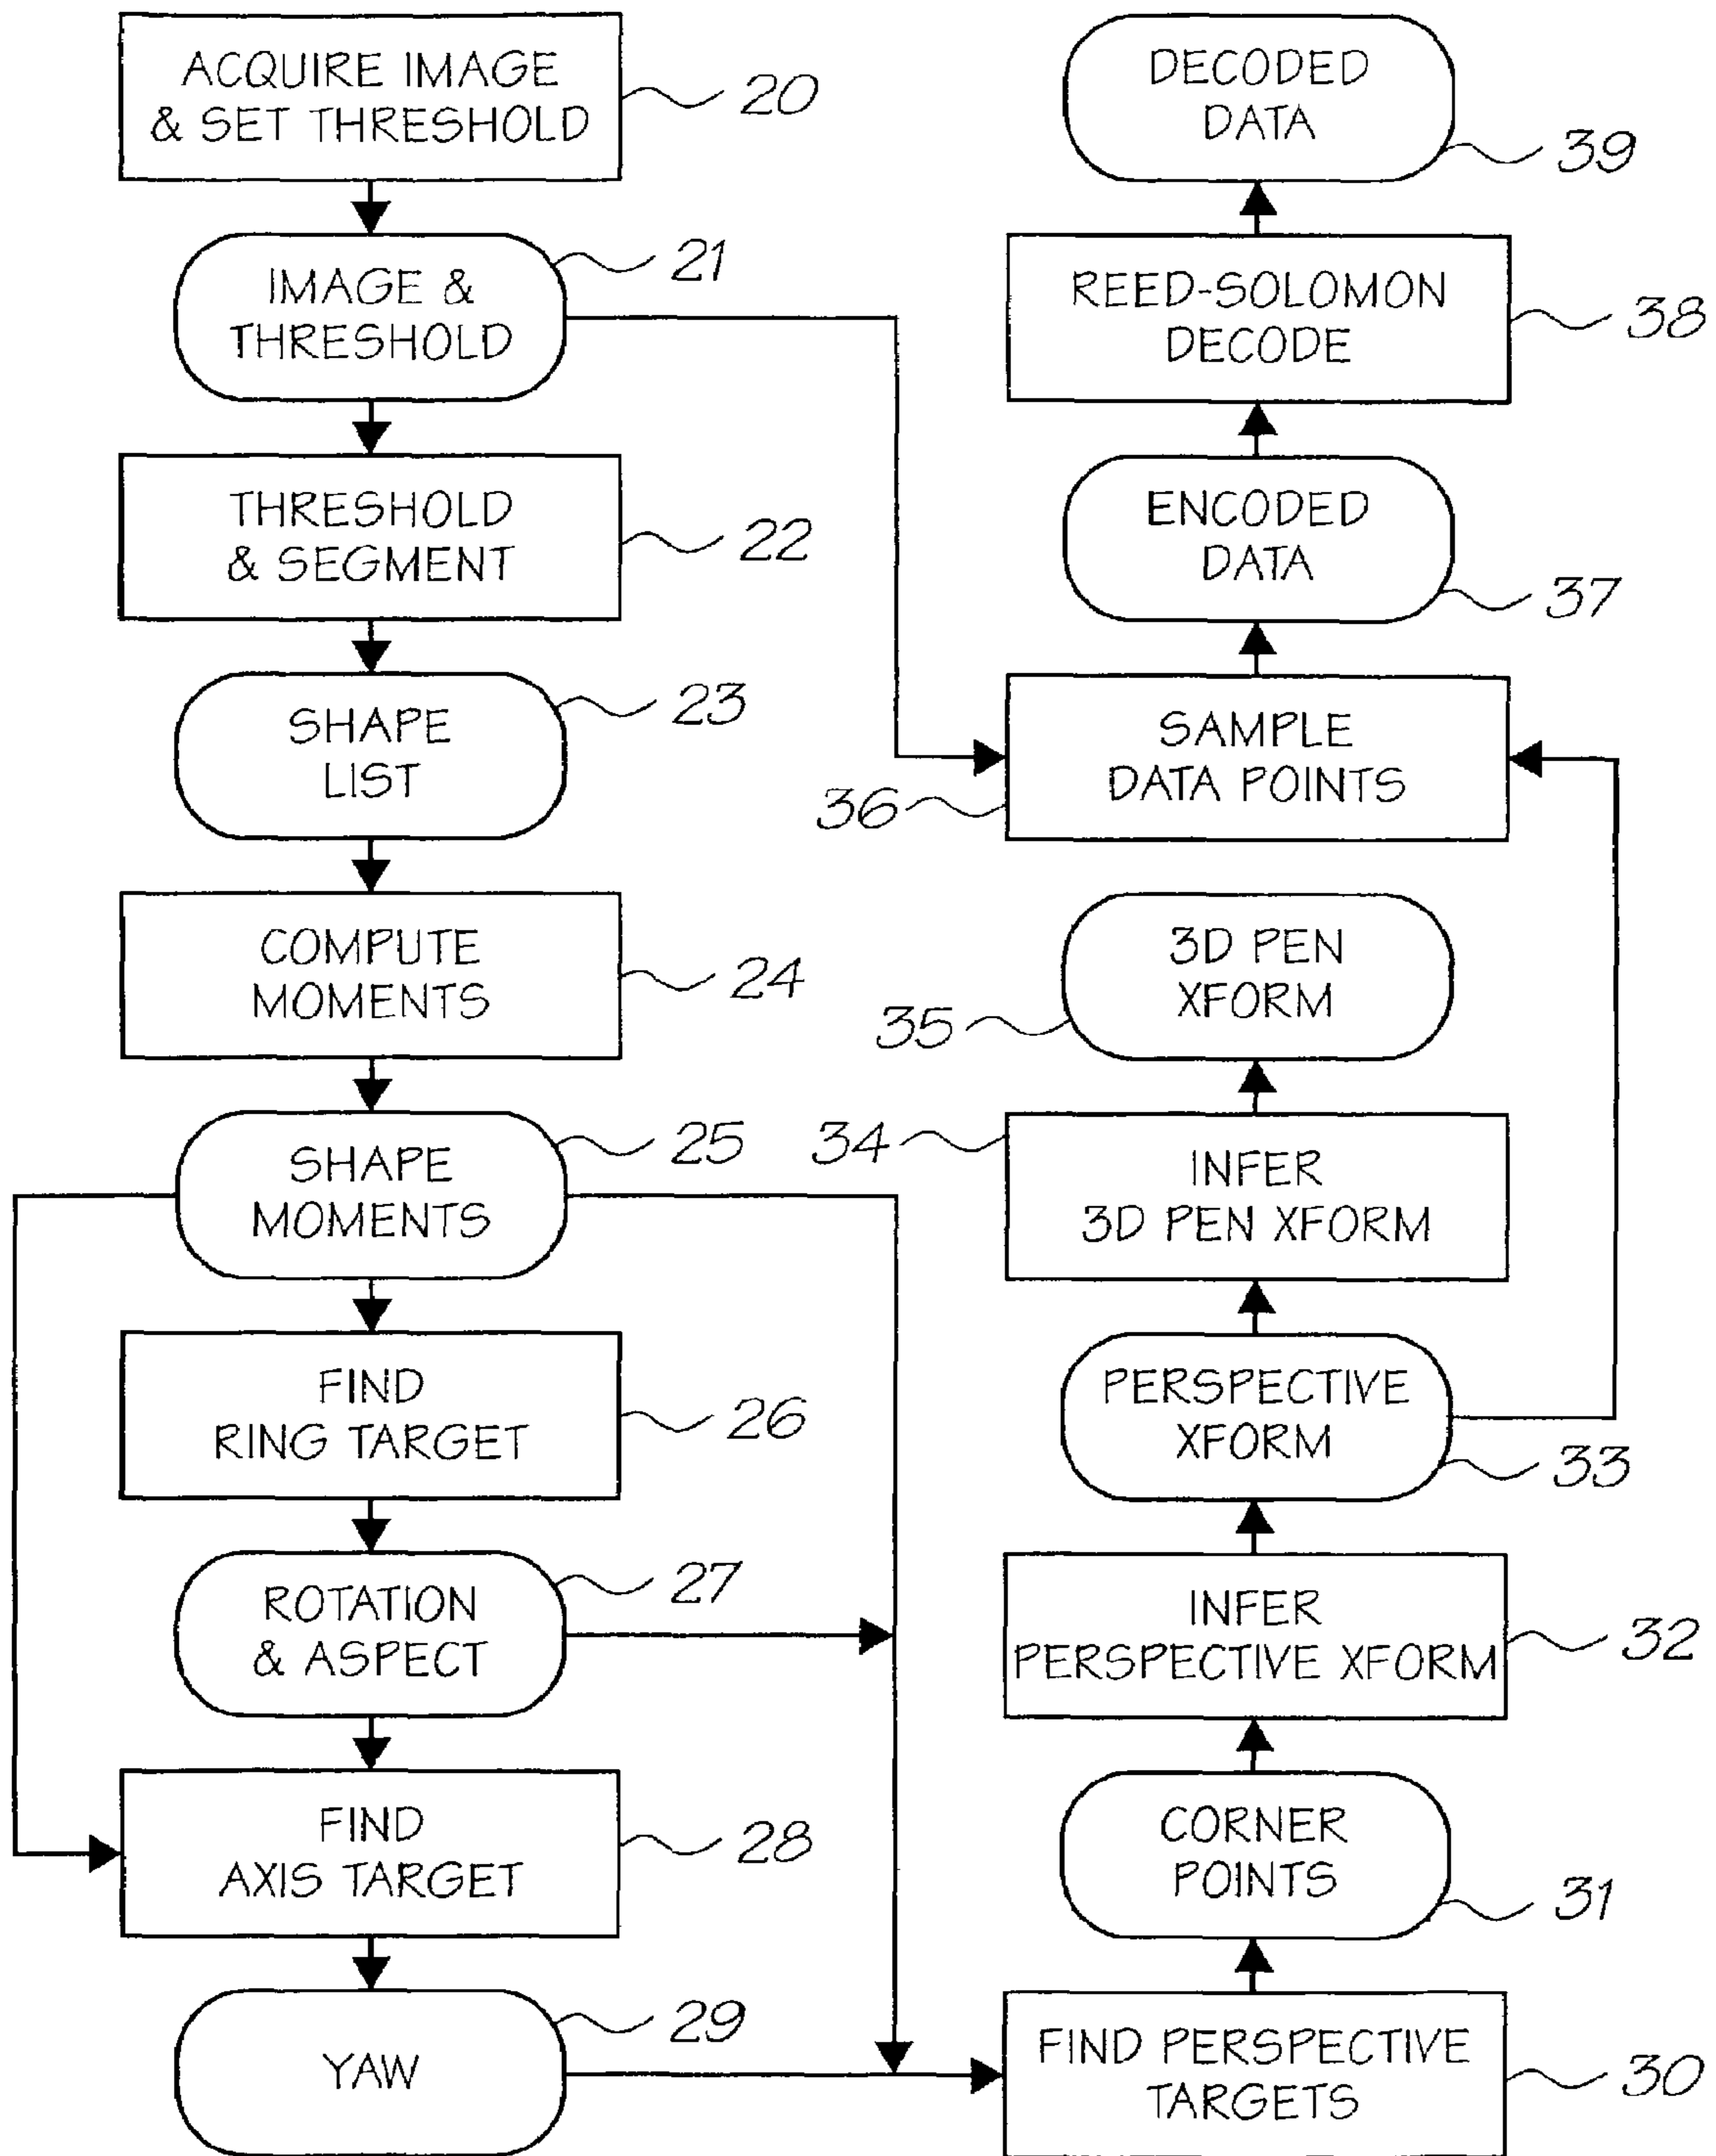 ACQUIRE IMAGE
& SET THRESHOLD
20
IMAGE &
THRESHOLD
21
THRESHOLD
& SEGMENT
22
SHAPE
LIST
23
COMPUTE
MOMENTS
24
SHAPE
MOMENTS
25
FIND
RING TARGET
26
ROTATION
& ASPECT
27
FIND
AXIS TARGET
28
YAW
29
FIND PERSPECTIVE
TARGETS
30
CORNER
POINTS
31
INFER
PERSPECTIVE XFORM
32
PERSPECTIVE
XFORM
33
INFER
3D PEN XFORM
34
3D PEN
XFORM
35
SAMPLE
DATA POINTS
36
ENCODED
DATA
37
REED-SOLOMON
DECODE
38
DECODED
DATA
39